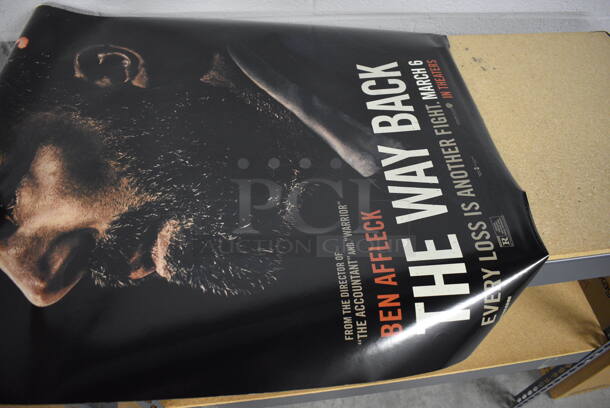 FROM THE DIRECTOR OF
"THE ACCOUNTANT" AND "WARRIOR"
BEN AFFLECK
THE WAY BACK
EVERY LOSS IS ANOTHER FIGHT. MARCH 6
IN THEATERS
R
PCI
AUCTION GROUP